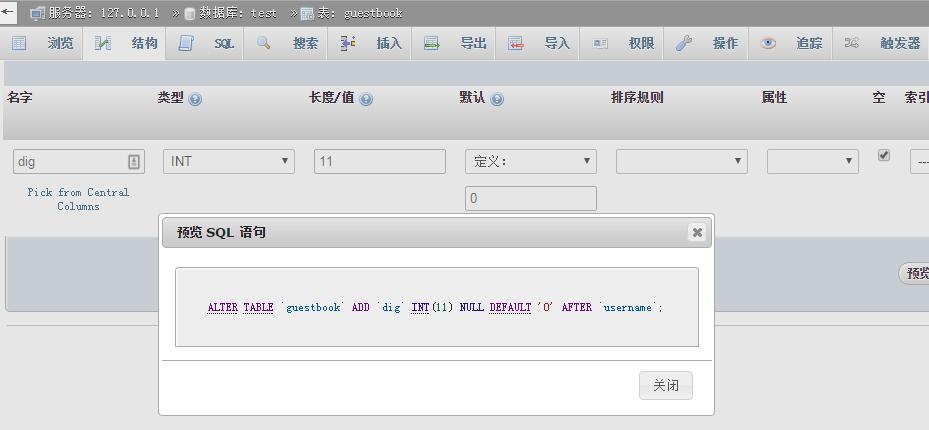 服务器: 127.0.0.1 » 数据库: test » 表: guestbook
浏览 结构 SQL 搜索 插入 导出 导入 权限 操作 追踪 触发器
名字 类型 长度/值 默认 排序规则 属性 空 索引
dig INT 11 定义: ---
Pick from Central
Columns
0
预览 SQL 语句
预览
ALTER TABLE `guestbook` ADD `dig` INT(11) NULL DEFAULT '0' AFTER `username`;
关闭